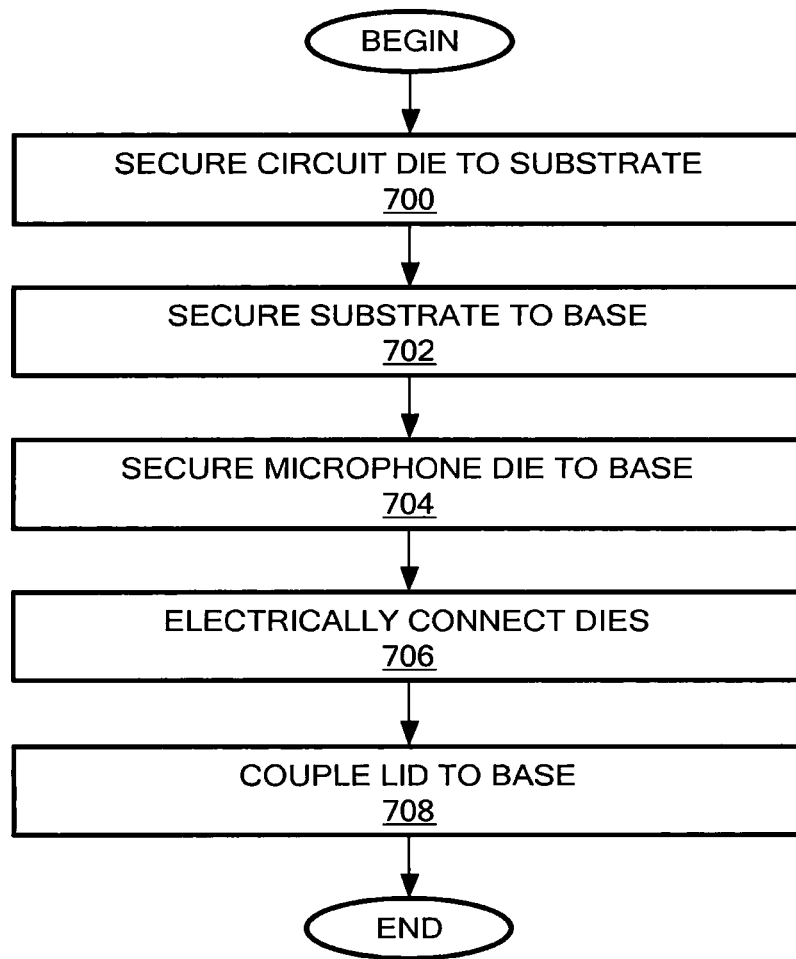 BEGIN
SECURE CIRCUIT DIE TO SUBSTRATE
700
SECURE SUBSTRATE TO BASE
702
SECURE MICROPHONE DIE TO BASE
704
ELECTRICALLY CONNECT DIES
706
COUPLE LID TO BASE
708
END